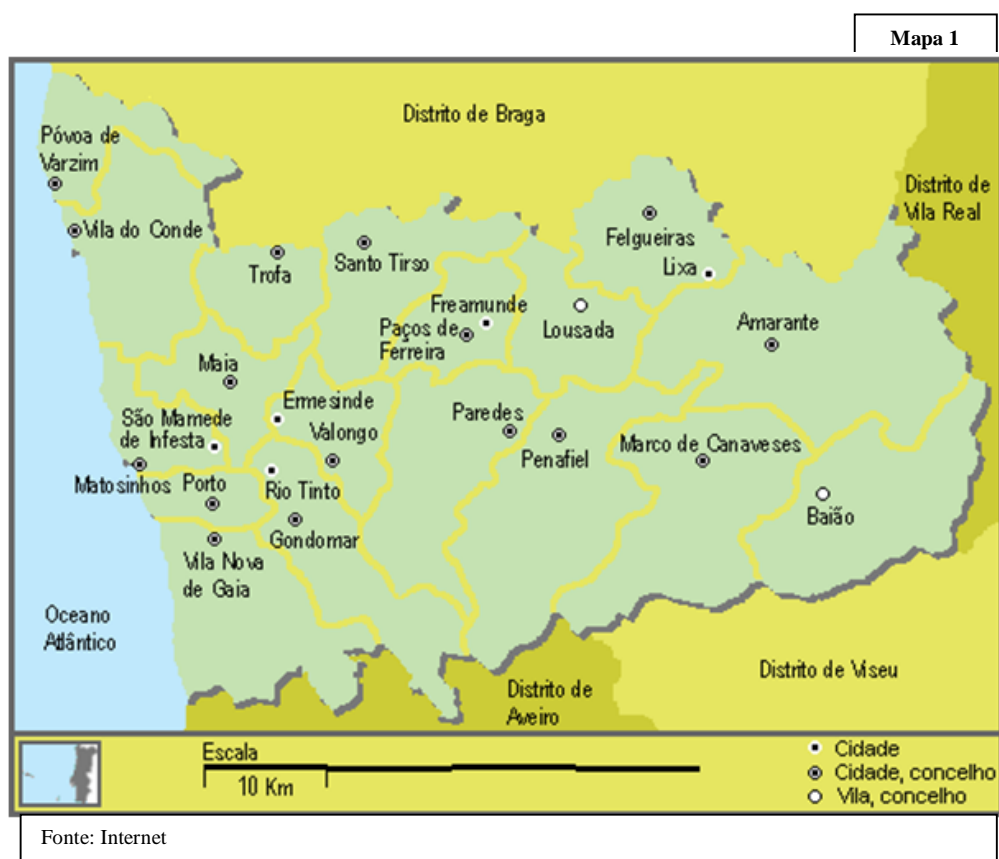 Mapa 1
Distrito de Braga
Póvoa de
Varzim
Distrito de
Vila Real
Vila do Conde
Felgueiras
Trofa
Santo Tirso
Lixa
Freamunde
Paços de
Ferreira
Lousada
Amarante
Maia
Ermesinde
São Mamede
de Infesta
Valongo
Paredes
Penafiel
Marco de Canaveses
Matosinhos
Porto
Rio Tinto
Baião
Gondomar
Vila Nova
de Gaia
Oceano
Atlântico
Distrito de Viseu
Distrito de
Aveiro
Escala
10 Km
Cidade
Cidade, concelho
Vila, concelho
Fonte: Internet